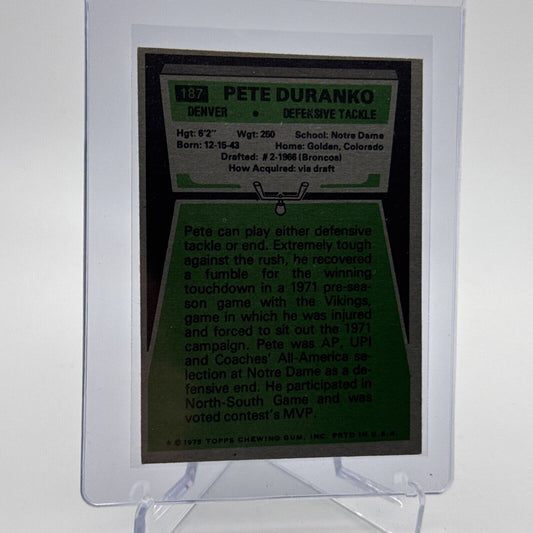 187 PETE DURANKO
DENVER • DEFENSIVE TACKLE
Hgt: 6'2" Wgt: 250 School: Notre Dame
Born: 12-15-43 Home: Golden, Colorado
Drafted: #2-1966 (Broncos)
How Acquired: via draft
Pete can play either defensive
tackle or end. Extremely tough
against the rush, he recovered
a fumble for the winning
touchdown in a 1971 pre-sea-
son game with the Vikings,
game in which he was injured
and forced to sit out the 1971
campaign. Pete was AP, UPI
and Coaches' All-America se-
lection at Notre Dame as a de-
fensive end. He participated in
North-South Game and was
voted contest's MVP.
* © 1975 TOPPS CHEWING GUM, INC. PRTD IN U.S.A.